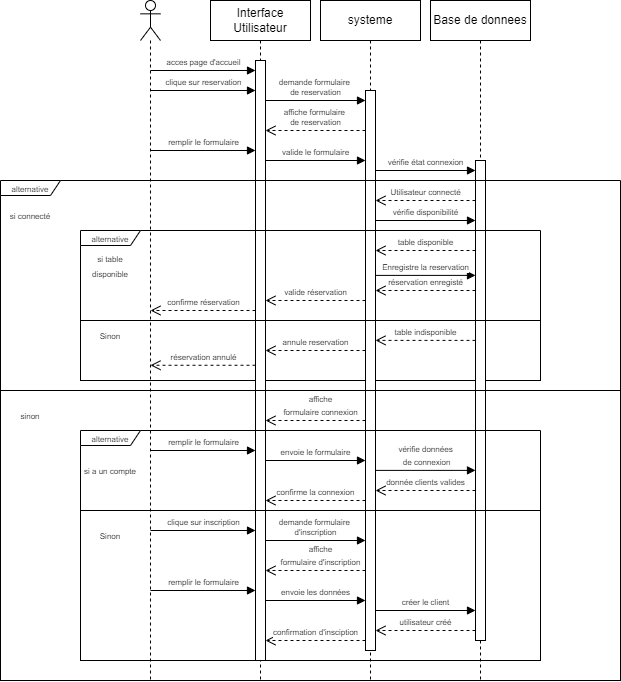 Interface
Utilisateur
systeme
Base de donnees
acces page d'accueil
clique sur reservation
demande formulaire
de reservation
affiche formulaire
de reservation
remplir le formulaire
valide le formulaire
vérifie état connexion
alternative
Utilisateur connecté
si connecté
vérifie disponibilité
alternative
table disponible
si table
disponible
Enregistre la reservation
réservation enregisté
valide réservation
confirme réservation
Sinon
table indisponible
annule reservation
réservation annulé
sinon
affiche
formulaire connexion
alternative
remplir le formulaire
envoie le formulaire
vérifie données
de connexion
si a un compte
donnée clients valides
confirme la connexion
Sinon
clique sur inscription
demande formulaire
d'inscription
affiche
formulaire d'inscription
remplir le formulaire
envoie les données
créer le client
utilisateur créé
confirmation d'insciption